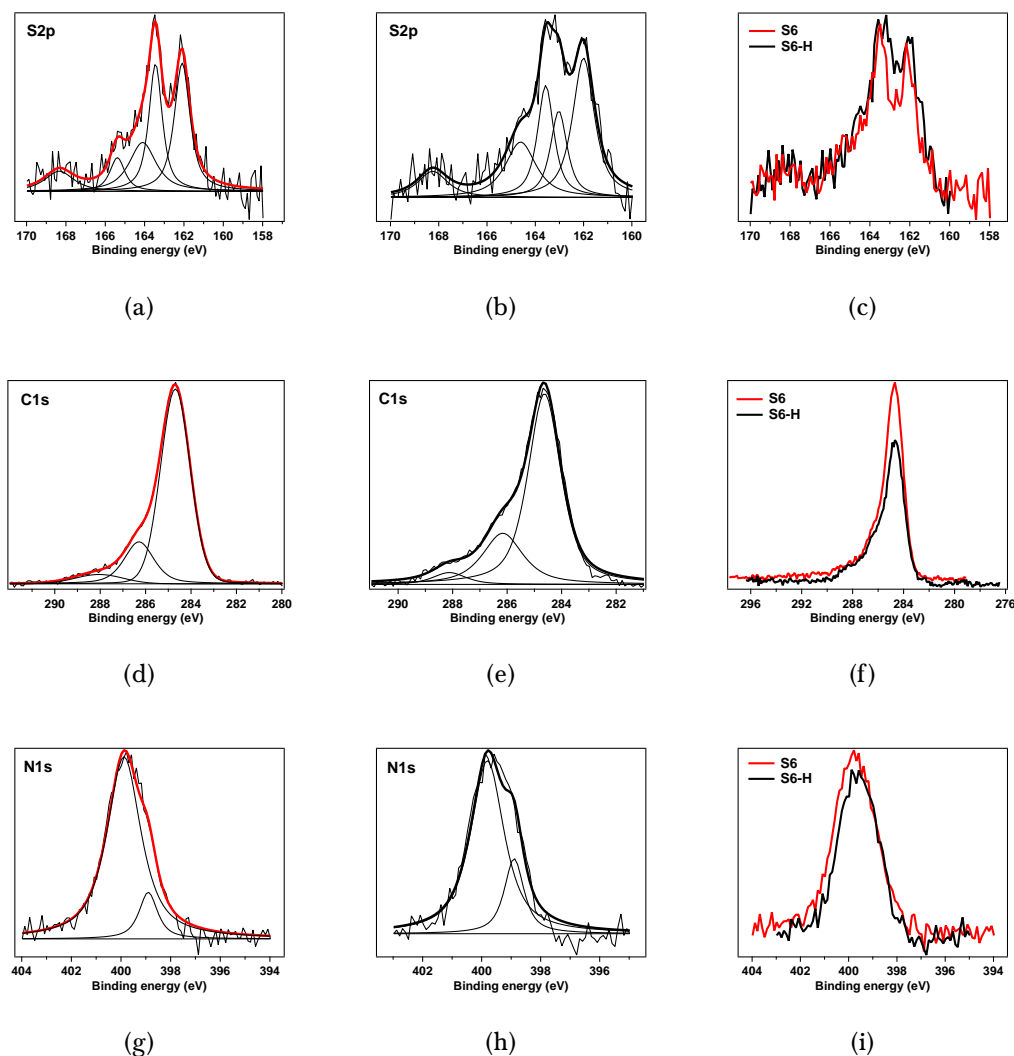 S2p
170 168 166 164 162 160 158
Binding energy (eV)
(a)
S2p
170 168 166 164 162 160
Binding energy (eV)
(b)
S6
S6-H
170 168 166 164 162 160 158
Binding energy (eV)
(c)
C1s
290 288 286 284 282 280
Binding energy (eV)
(d)
C1s
290 288 286 284 282
Binding energy (eV)
(e)
S6
S6-H
296 292 288 284 280 276
Binding energy (eV)
(f)
N1s
404 402 400 398 396 394
Binding energy (eV)
(g)
N1s
402 400 398 396
Binding energy (eV)
(h)
S6
S6-H
404 402 400 398 396 394
Binding energy (eV)
(i)